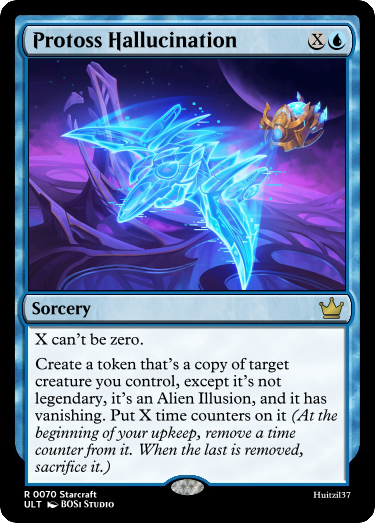 Protoss Hallucination X
Sorcery
X can't be zero.
Create a token that's a copy of target
creature you control, except it's not
legendary, it's an Alien Illusion, and it has
vanishing. Put X time counters on it (At the
beginning of your upkeep, remove a time
counter from it. When the last is removed,
sacrifice it.)
R 0070 Starcraft
ULT BOSI STUDIO
Huitzil37